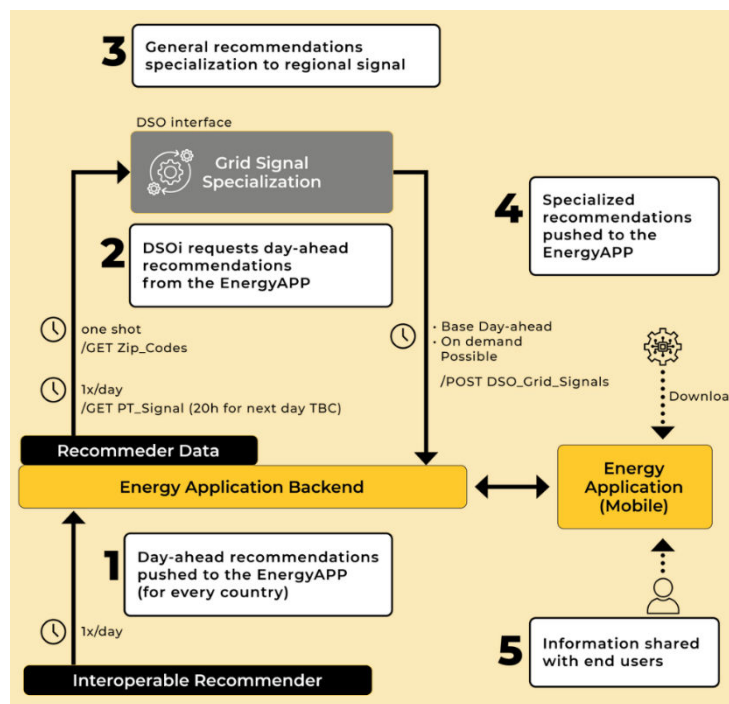 3
General recommendations
specialization to regional signal
DSO interface
Grid Signal
Specialization
4
Specialized
recommendations
pushed to the
EnergyAPP
2
DSOi requests day-ahead
recommendations
from the EnergyAPP
one shot
/GET Zip_Codes
• Base Day-ahead
• On demand
Possible
/POST DSO_Grid_Signals
1x/day
/GET PT_Signal (20h for next day TBC)
Downloa
Recommeder Data
Energy Application Backend
Energy
Application
(Mobile)
1
Day-ahead recommendations
pushed to the EnergyAPP
(for every country)
1x/day
5
Information shared
with end users
Interoperable Recommender